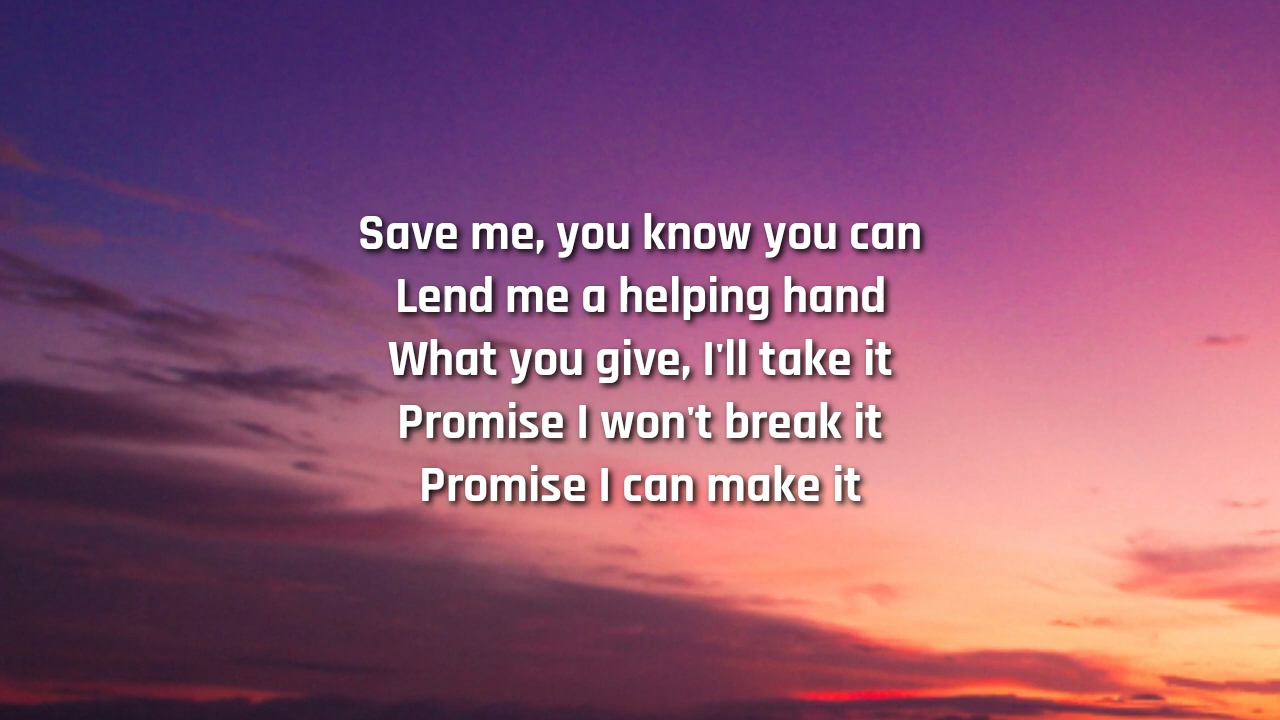 Save me, you know you can
Lend me a helping hand
What you give, I'll take it
Promise I won't break it
Promise I can make it